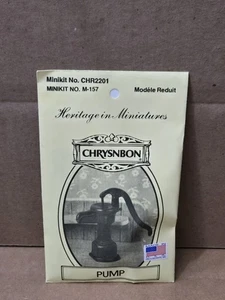 Minikit No. CHR2201
MINIKIT NO. M-157
Modèle Reduit
Heritage in Miniatures
CHRYSNBON
PUMP